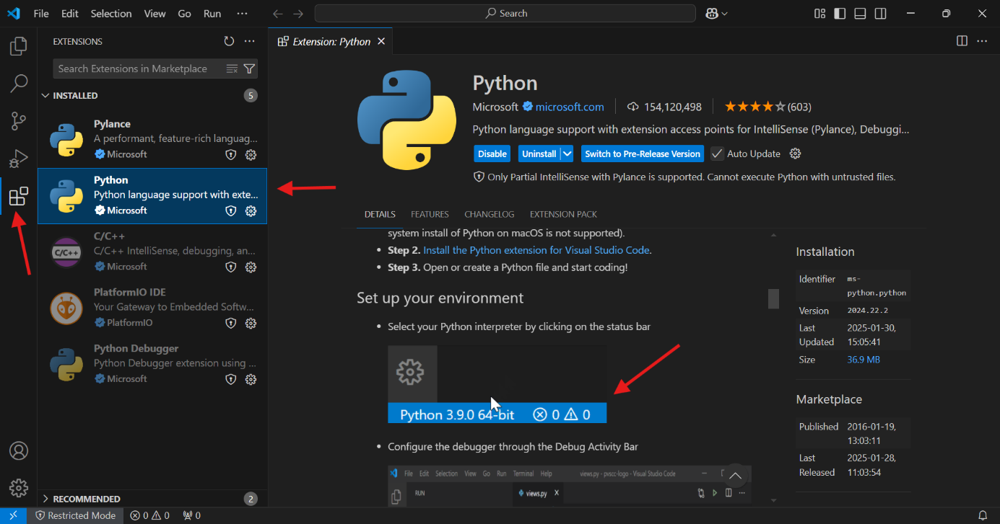 File Edit Selection View Go Run ··· Search
EXTENSIONS
Search Extensions in Marketplace
INSTALLED 5
Pylance
A performant, feature-rich languag...
Microsoft
Python
Python language support with exte...
Microsoft
C/C++
C/C++
C/C++ IntelliSense, debugging, an...
Microsoft
PlatformIO IDE
Your Gateway to Embedded Softw...
PlatformIO
Python Debugger
Python Debugger extension using ...
Microsoft
RECOMMENDED 2
Extension: Python
Python
Microsoft microsoft.com 154,120,498 (603)
Python language support with extension access points for IntelliSense (Pylance), Debuggi...
Disable Uninstall Switch to Pre-Release Version Auto Update
Only Partial IntelliSense with Pylance is supported. Cannot execute Python with untrusted files.
DETAILS FEATURES CHANGELOG EXTENSION PACK
system install of Python on macOS is not supported).
• Step 2. Install the Python extension for Visual Studio Code.
• Step 3. Open or create a Python file and start coding!
Set up your environment
• Select your Python interpreter by clicking on the status bar
Python 3.9.0 64-bit 0 0
• Configure the debugger through the Debug Activity Bar
File Edit Selection View Go Run Terminal Help views.py - pvscc-logo - Visual Studio Code
RUN views.py
Installation
Identifier ms-
python.python
Version 2024.22.2
Last 2025-01-30,
Updated 15:05:41
Size 36.9 MB
Marketplace
Published 2016-01-19,
13:03:11
Last 2025-01-28,
Released 11:03:54
Restricted Mode 0 0 0